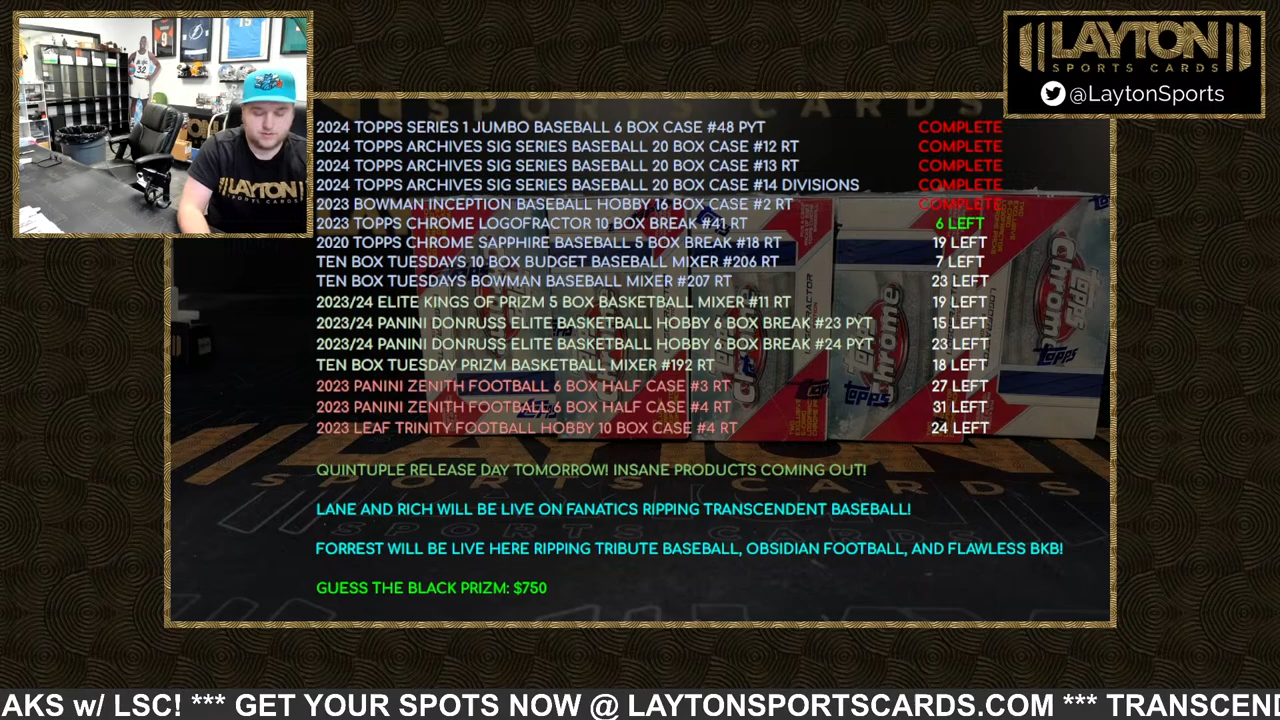 LAYTON
SPORTS CARDS
@LaytonSports
2024 TOPPS SERIES 1 JUMBO BASEBALL 6 BOX CASE #48 PYT COMPLETE
2024 TOPPS ARCHIVES SIG SERIES BASEBALL 20 BOX CASE #12 RT COMPLETE
2024 TOPPS ARCHIVES SIG SERIES BASEBALL 20 BOX CASE #13 RT COMPLETE
2024 TOPPS ARCHIVES SIG SERIES BASEBALL 20 BOX CASE #14 DIVISIONS COMPLETE
2023 BOWMAN INCEPTION BASEBALL HOBBY 16 BOX CASE #2 RT COMPLETE
2023 TOPPS CHROME LOGOFRACTOR 10 BOX BREAK #41 RT 6 LEFT
2020 TOPPS CHROME SAPPHIRE BASEBALL 5 BOX BREAK #18 RT 19 LEFT
TEN BOX TUESDAYS 10 BOX BUDGET BASEBALL MIXER #206 RT 7 LEFT
TEN BOX TUESDAYS BOWMAN BASEBALL MIXER #207 RT 23 LEFT
2023/24 ELITE KINGS OF PRIZM 5 BOX BASKETBALL MIXER #11 RT 19 LEFT
2023/24 PANINI DONRUSS ELITE BASKETBALL HOBBY 6 BOX BREAK #23 PYT 15 LEFT
2023/24 PANINI DONRUSS ELITE BASKETBALL HOBBY 6 BOX BREAK #24 PYT 23 LEFT
TEN BOX TUESDAY PRIZM BASKETBALL MIXER #192 RT 18 LEFT
2023 PANINI ZENITH FOOTBALL 6 BOX HALF CASE #3 RT 27 LEFT
2023 PANINI ZENITH FOOTBALL 6 BOX HALF CASE #4 RT 31 LEFT
2023 LEAF TRINITY FOOTBALL HOBBY 10 BOX CASE #4 RT 24 LEFT
QUINTUPLE RELEASE DAY TOMORROW! INSANE PRODUCTS COMING OUT!
LANE AND RICH WILL BE LIVE ON FANATICS RIPPING TRANSCENDENT BASEBALL!
FORREST WILL BE LIVE HERE RIPPING TRIBUTE BASEBALL, OBSIDIAN FOOTBALL, AND FLAWLESS BKB!
GUESS THE BLACK PRIZM: $750
LAYTON
Topps
Chrome
Topps
Chrome
AKS w/ LSC! *** GET YOUR SPOTS NOW @ LAYTONSPORTSCARDS.COM *** TRANSCEN